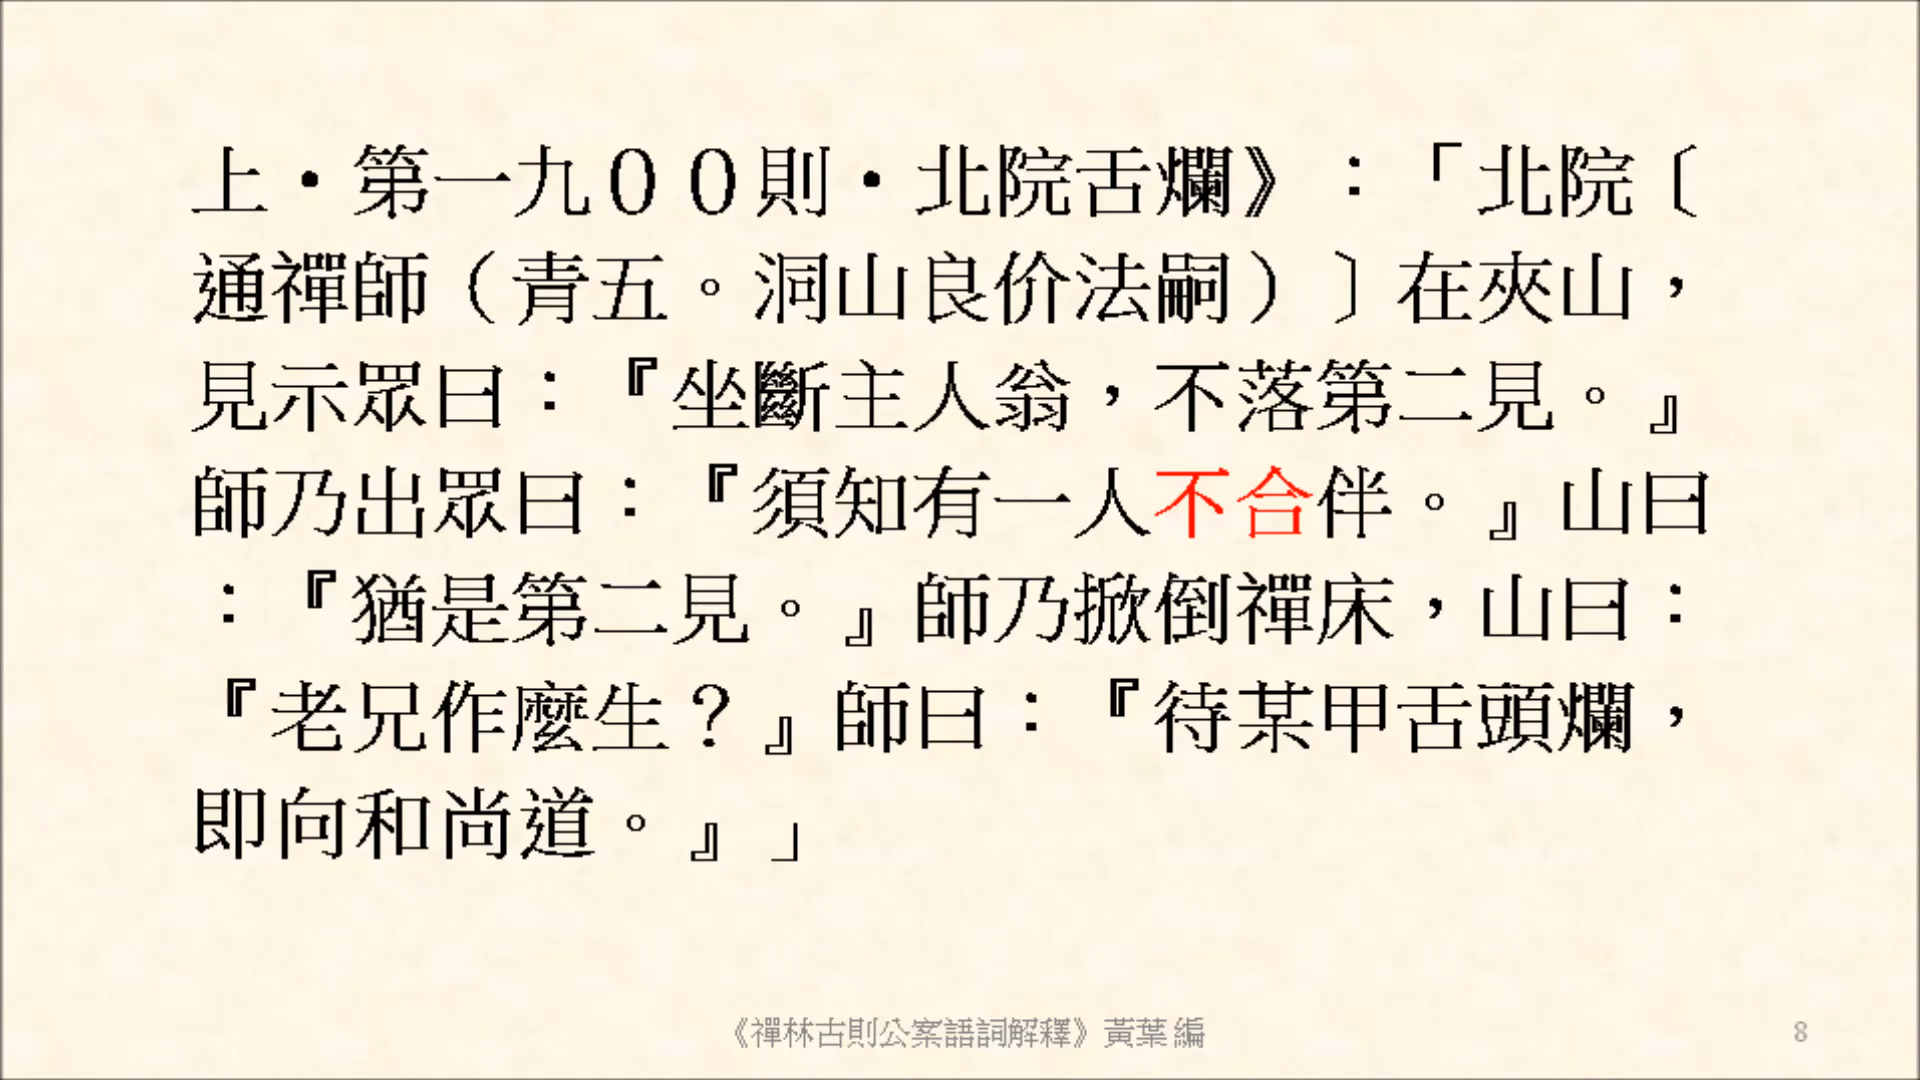 上‧第一九００則‧北院舌爛》：「北院〔
通禪師（青五。洞山良价法嗣）〕在夾山，
見示眾曰：『坐斷主人翁，不落第二見。』
師乃出眾曰：『須知有一人不合伴。』山曰
：『猶是第二見。』師乃掀倒禪床，山曰：
『老兄作麼生？』師曰：『待某甲舌頭爛，
即向和尚道。』」
《禪林古則公案語詞解釋》黃葉編
8